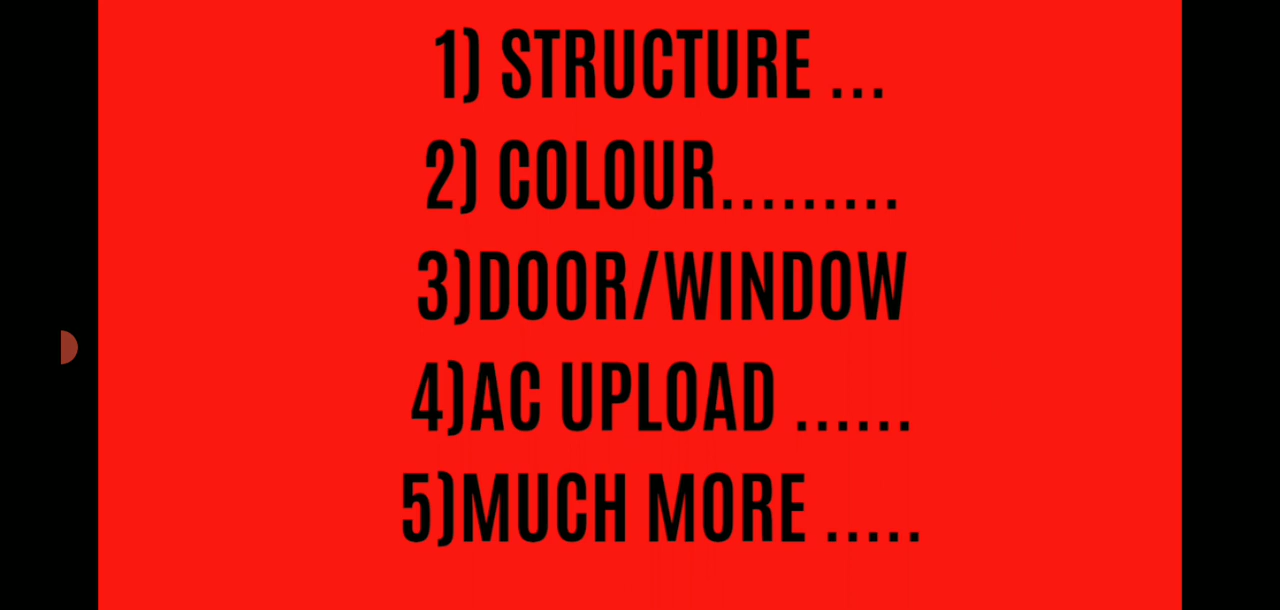 1) STRUCTURE ...
2) COLOUR.........
3)DOOR/WINDOW
4)AC UPLOAD ......
5)MUCH MORE .....